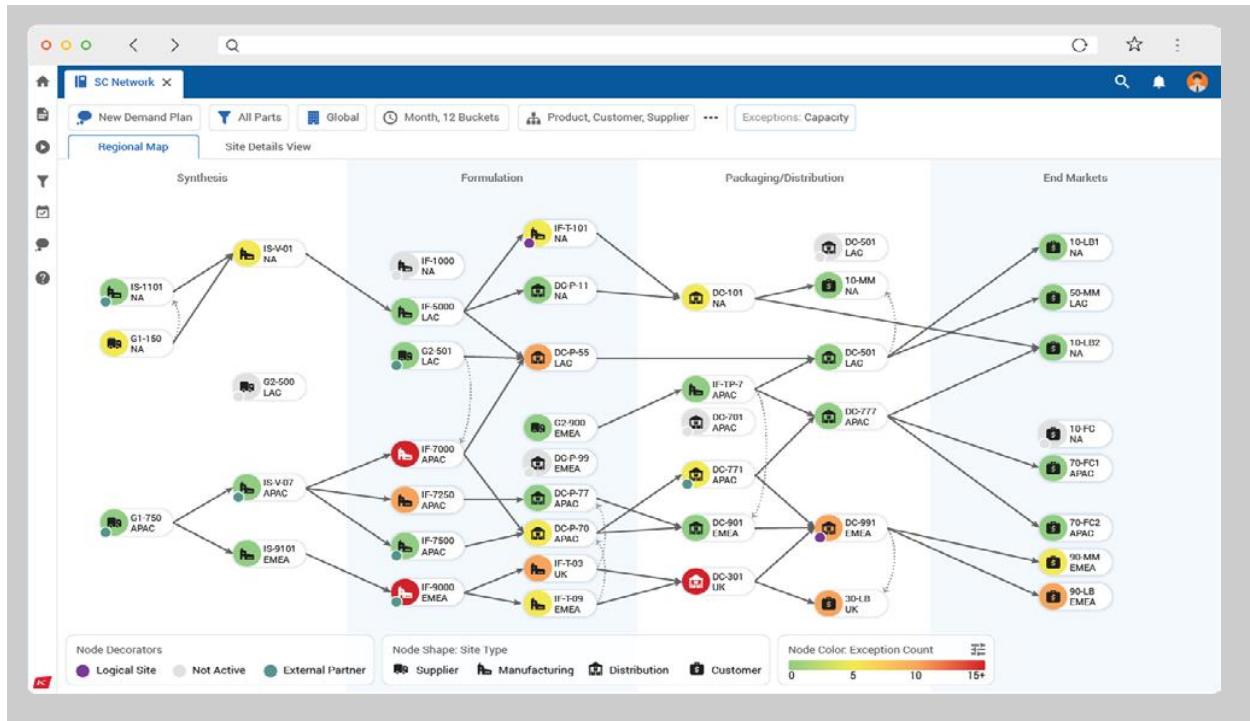 SC Network
New Demand Plan
All Parts
Global
Month, 12 Buckets
Product, Customer, Supplier
Exceptions: Capacity
Regional Map
Site Details View
Synthesis
Formulation
Packaging/Distribution
End Markets
IS-V-01
NA
IS-1101
NA
G1-150
NA
G2-500
LAC
IS-V-07
APAC
G1-750
APAC
IS-9101
EMEA
IF-T-101
NA
IF-1000
NA
DC-P-11
NA
IF-5000
LAC
G2-501
LAC
DC-P-55
LAC
G2-900
EMEA
IF-7000
APAC
DC-P-99
EMEA
IF-7250
APAC
DC-P-77
APAC
IF-7500
APAC
DC-P-70
APAC
IF-T-03
UK
IF-9000
EMEA
IF-T-09
EMEA
DC-501
LAC
10-MM
NA
DC-101
NA
DC-501
LAC
IF-TP-7
APAC
DC-701
APAC
DC-777
APAC
DC-771
APAC
DC-901
EMEA
DC-991
EMEA
DC-301
UK
30-LB
UK
10-LB1
NA
50-MM
LAC
10-LB2
NA
10-FC
NA
70-FC1
APAC
70-FC2
APAC
90-MM
EMEA
90-LB
EMEA
Node Decorators
Logical Site
Not Active
External Partner
Node Shape: Site Type
Supplier
Manufacturing
Distribution
Customer
Node Color: Exception Count
0 5 10 15+